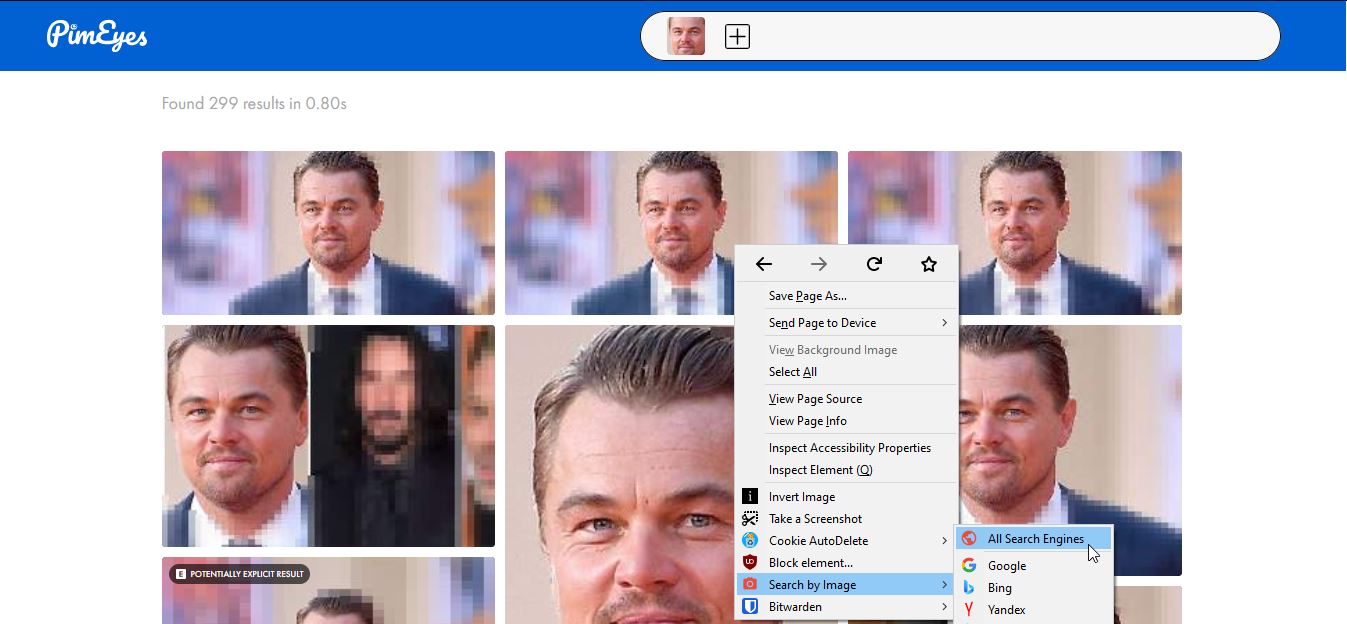 PimEyes
Found 299 results in 0.80s
Save Page As...
Send Page to Device
View Background Image
Select All
View Page Source
View Page Info
Inspect Accessibility Properties
Inspect Element (Q)
i Invert Image
Take a Screenshot
Cookie AutoDelete
Block element...
Search by Image
Bitwarden
All Search Engines
Google
Bing
Yandex
E POTENTIALLY EXPLICIT RESULT